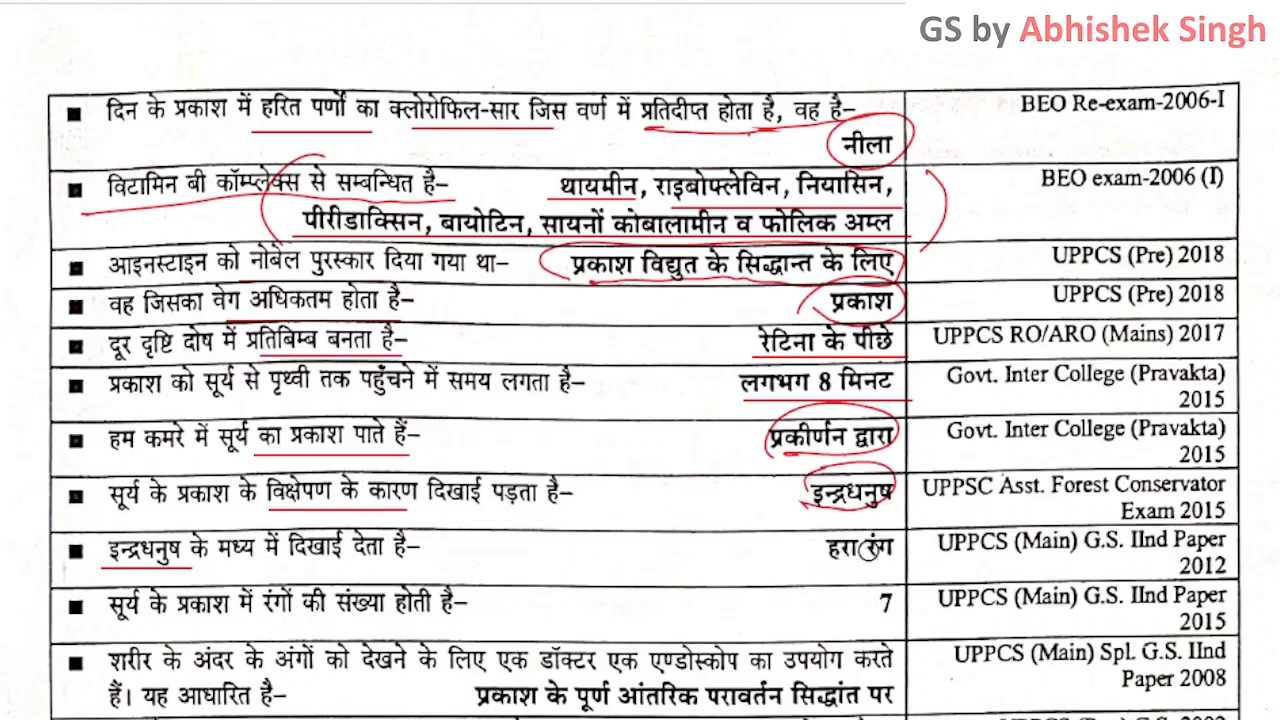 GS by Abhishek Singh
दिन के प्रकाश में हरित पर्णों का क्लोरोफिल-सार जिस वर्ण में प्रतिदीप्त होता है, वह है–
नीला
BEO Re-exam-2006-I
विटामिन बी कॉम्प्लेक्स से सम्बन्धित है– थायमीन, राइबोफ्लेविन, नियासिन,
पीरीडाक्सिन, बायोटिन, सायनों कोबालामीन व फोलिक अम्ल
BEO exam-2006 (I)
आइनस्टाइन को नोबेल पुरस्कार दिया गया था– प्रकाश विद्युत के सिद्धान्त के लिए
UPPCS (Pre) 2018
वह जिसका वेग अधिकतम होता है– प्रकाश
UPPCS (Pre) 2018
दूर दृष्टि दोष में प्रतिबिम्ब बनता है– रेटिना के पीछे
UPPCS RO/ARO (Mains) 2017
प्रकाश को सूर्य से पृथ्वी तक पहुँचने में समय लगता है– लगभग 8 मिनट
Govt. Inter College (Pravakta)
2015
हम कमरे में सूर्य का प्रकाश पाते हैं– प्रकीर्णन द्वारा
Govt. Inter College (Pravakta)
2015
सूर्य के प्रकाश के विक्षेपण के कारण दिखाई पड़ता है– इन्द्रधनुष
UPPSC Asst. Forest Conservator
Exam 2015
इन्द्रधनुष के मध्य में दिखाई देता है– हरा रंग
UPPCS (Main) G.S. IInd Paper
2012
सूर्य के प्रकाश में रंगों की संख्या होती है– 7
UPPCS (Main) G.S. IInd Paper
2015
शरीर के अंदर के अंगों को देखने के लिए एक डॉक्टर एक एण्डोस्कोप का उपयोग करते
हैं। यह आधारित है– प्रकाश के पूर्ण आंतरिक परावर्तन सिद्धांत पर
UPPCS (Main) Spl. G.S. IInd
Paper 2008